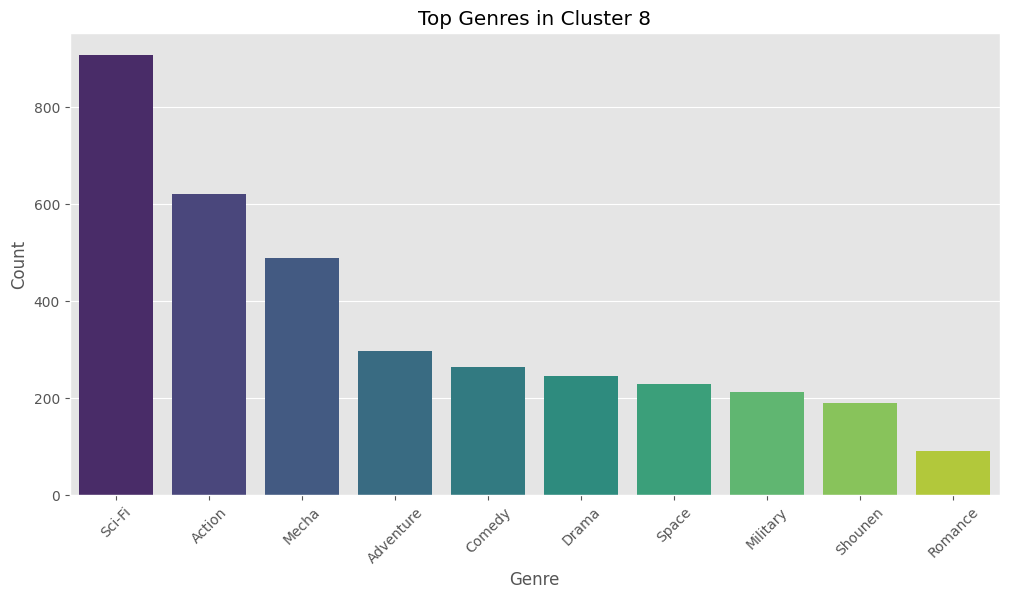 Top Genres in Cluster 8
Count
800
600
400
200
0
Sci-Fi
Action
Mecha
Adventure
Comedy
Drama
Space
Military
Shounen
Romance
Genre